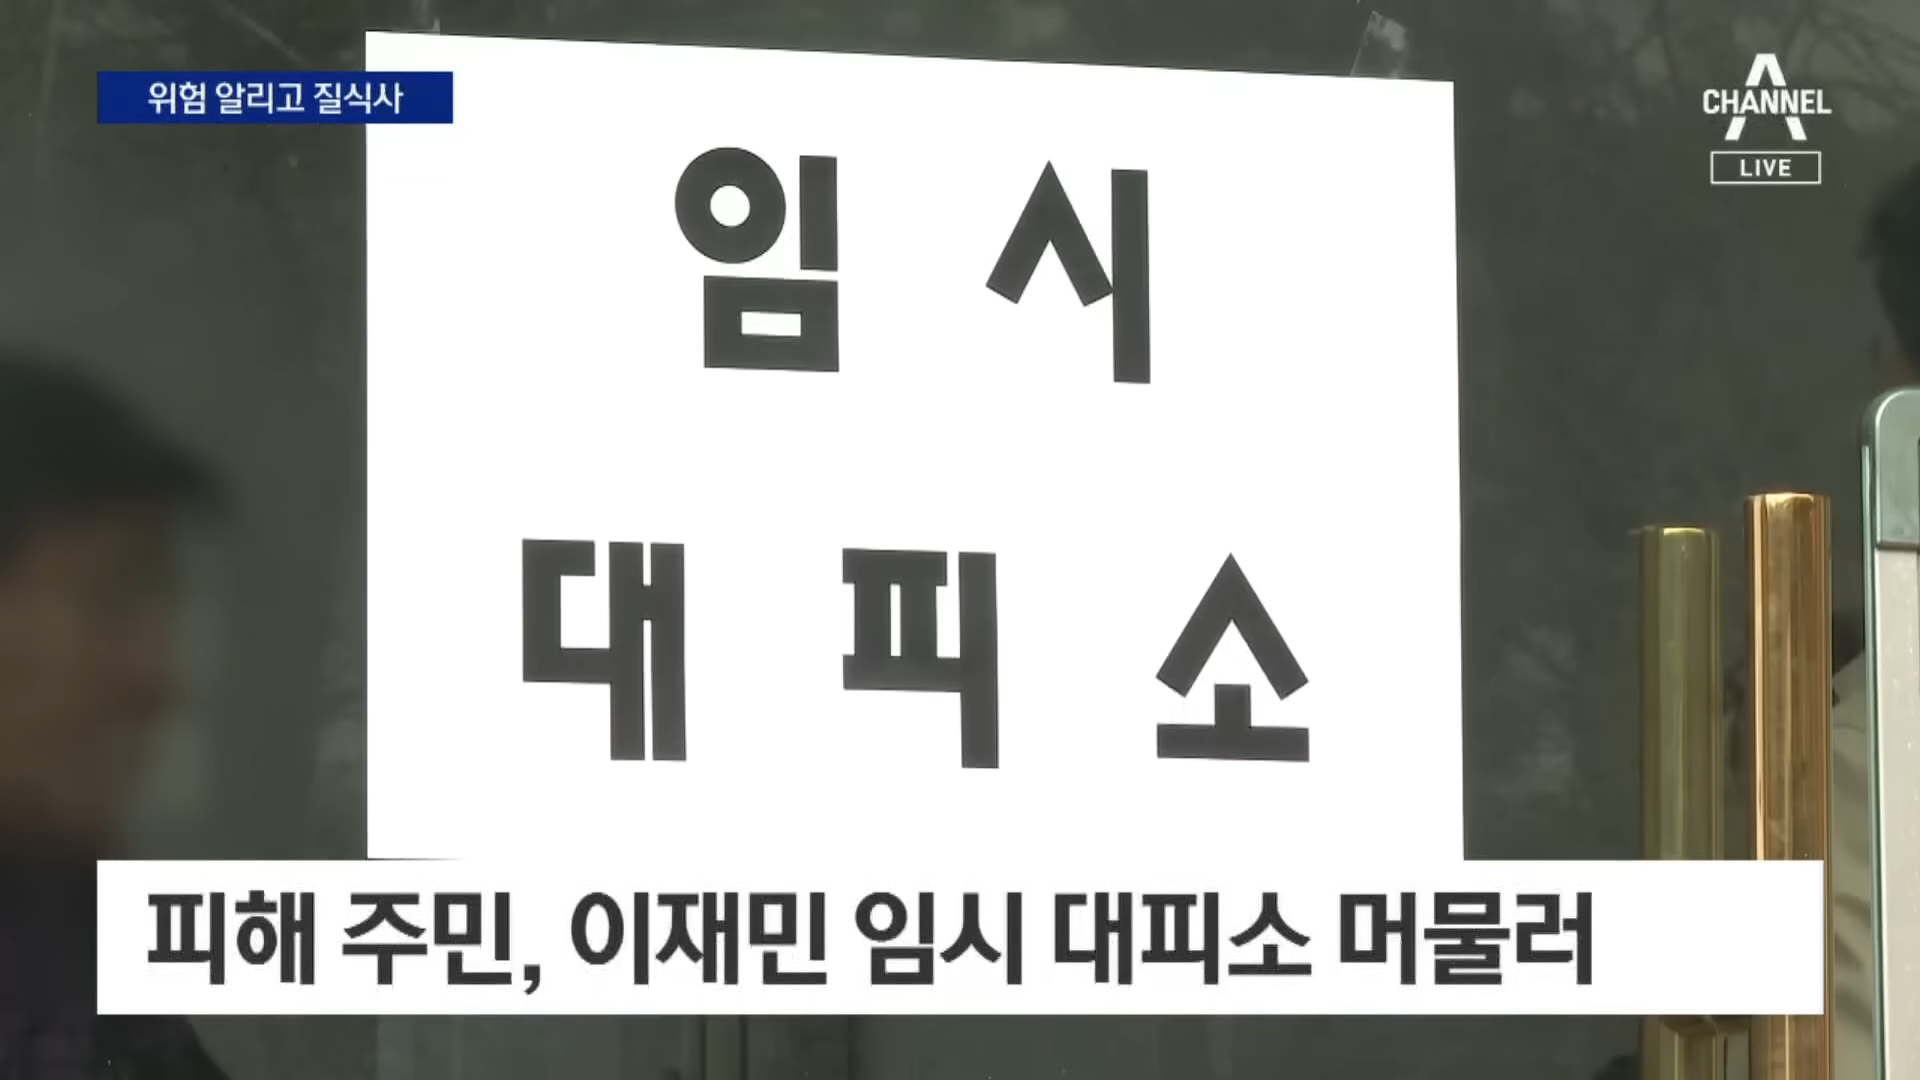 위험 알리고 질식사
CHANNEL A
LIVE
임시
대피소
피해 주민, 이재민 임시 대피소 머물러